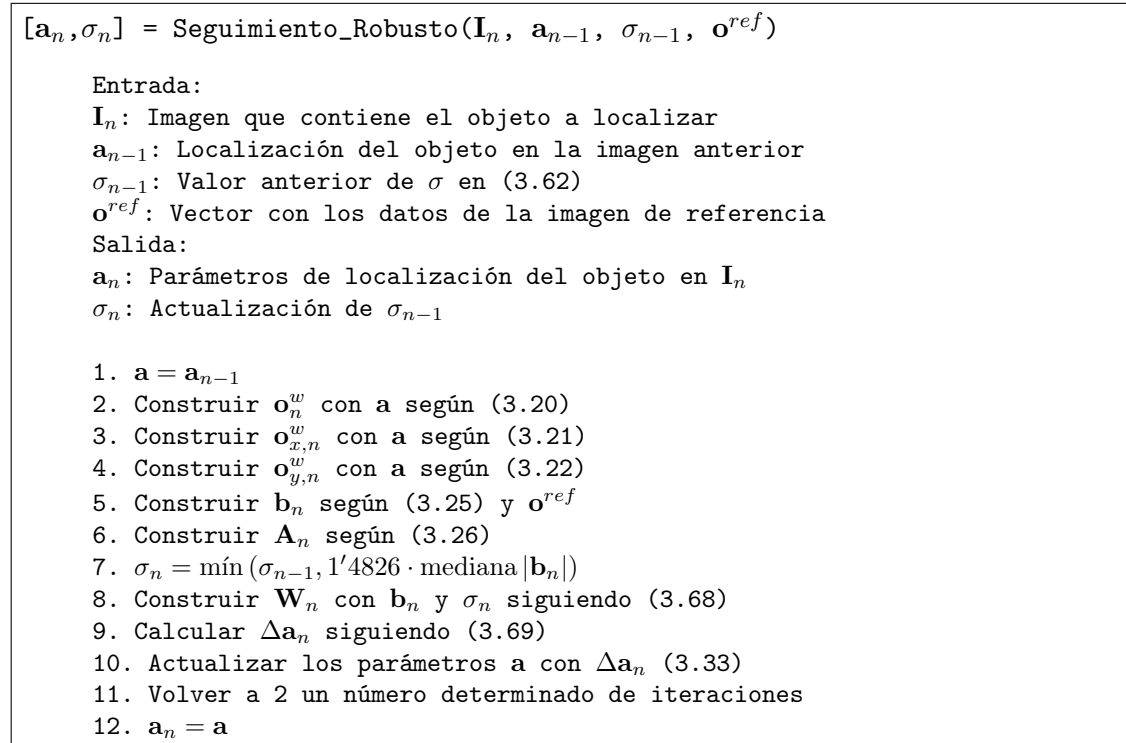 [𝐚ₙ,σₙ] = Seguimiento_Robusto(𝐈ₙ, 𝐚ₙ₋₁, σₙ₋₁, 𝐨^{ref})
Entrada:
𝐈ₙ: Imagen que contiene el objeto a localizar
𝐚ₙ₋₁: Localización del objeto en la imagen anterior
σₙ₋₁: Valor anterior de σ en (3.62)
𝐨^{ref}: Vector con los datos de la imagen de referencia
Salida:
𝐚ₙ: Parámetros de localización del objeto en 𝐈ₙ
σₙ: Actualización de σₙ₋₁
1. 𝐚 = 𝐚ₙ₋₁
2. Construir 𝐨_{n}^{w} con 𝐚 según (3.20)
3. Construir 𝐨_{x,n}^{w} con 𝐚 según (3.21)
4. Construir 𝐨_{y,n}^{w} con 𝐚 según (3.22)
5. Construir 𝐛ₙ según (3.25) y 𝐨^{ref}
6. Construir 𝐀ₙ según (3.26)
7. σₙ = mín (σₙ₋₁, 1′4826 · mediana |𝐛ₙ|)
8. Construir 𝐖ₙ con 𝐛ₙ y σₙ siguiendo (3.68)
9. Calcular Δ𝐚ₙ siguiendo (3.69)
10. Actualizar los parámetros 𝐚 con Δ𝐚ₙ (3.33)
11. Volver a 2 un número determinado de iteraciones
12. 𝐚ₙ = 𝐚